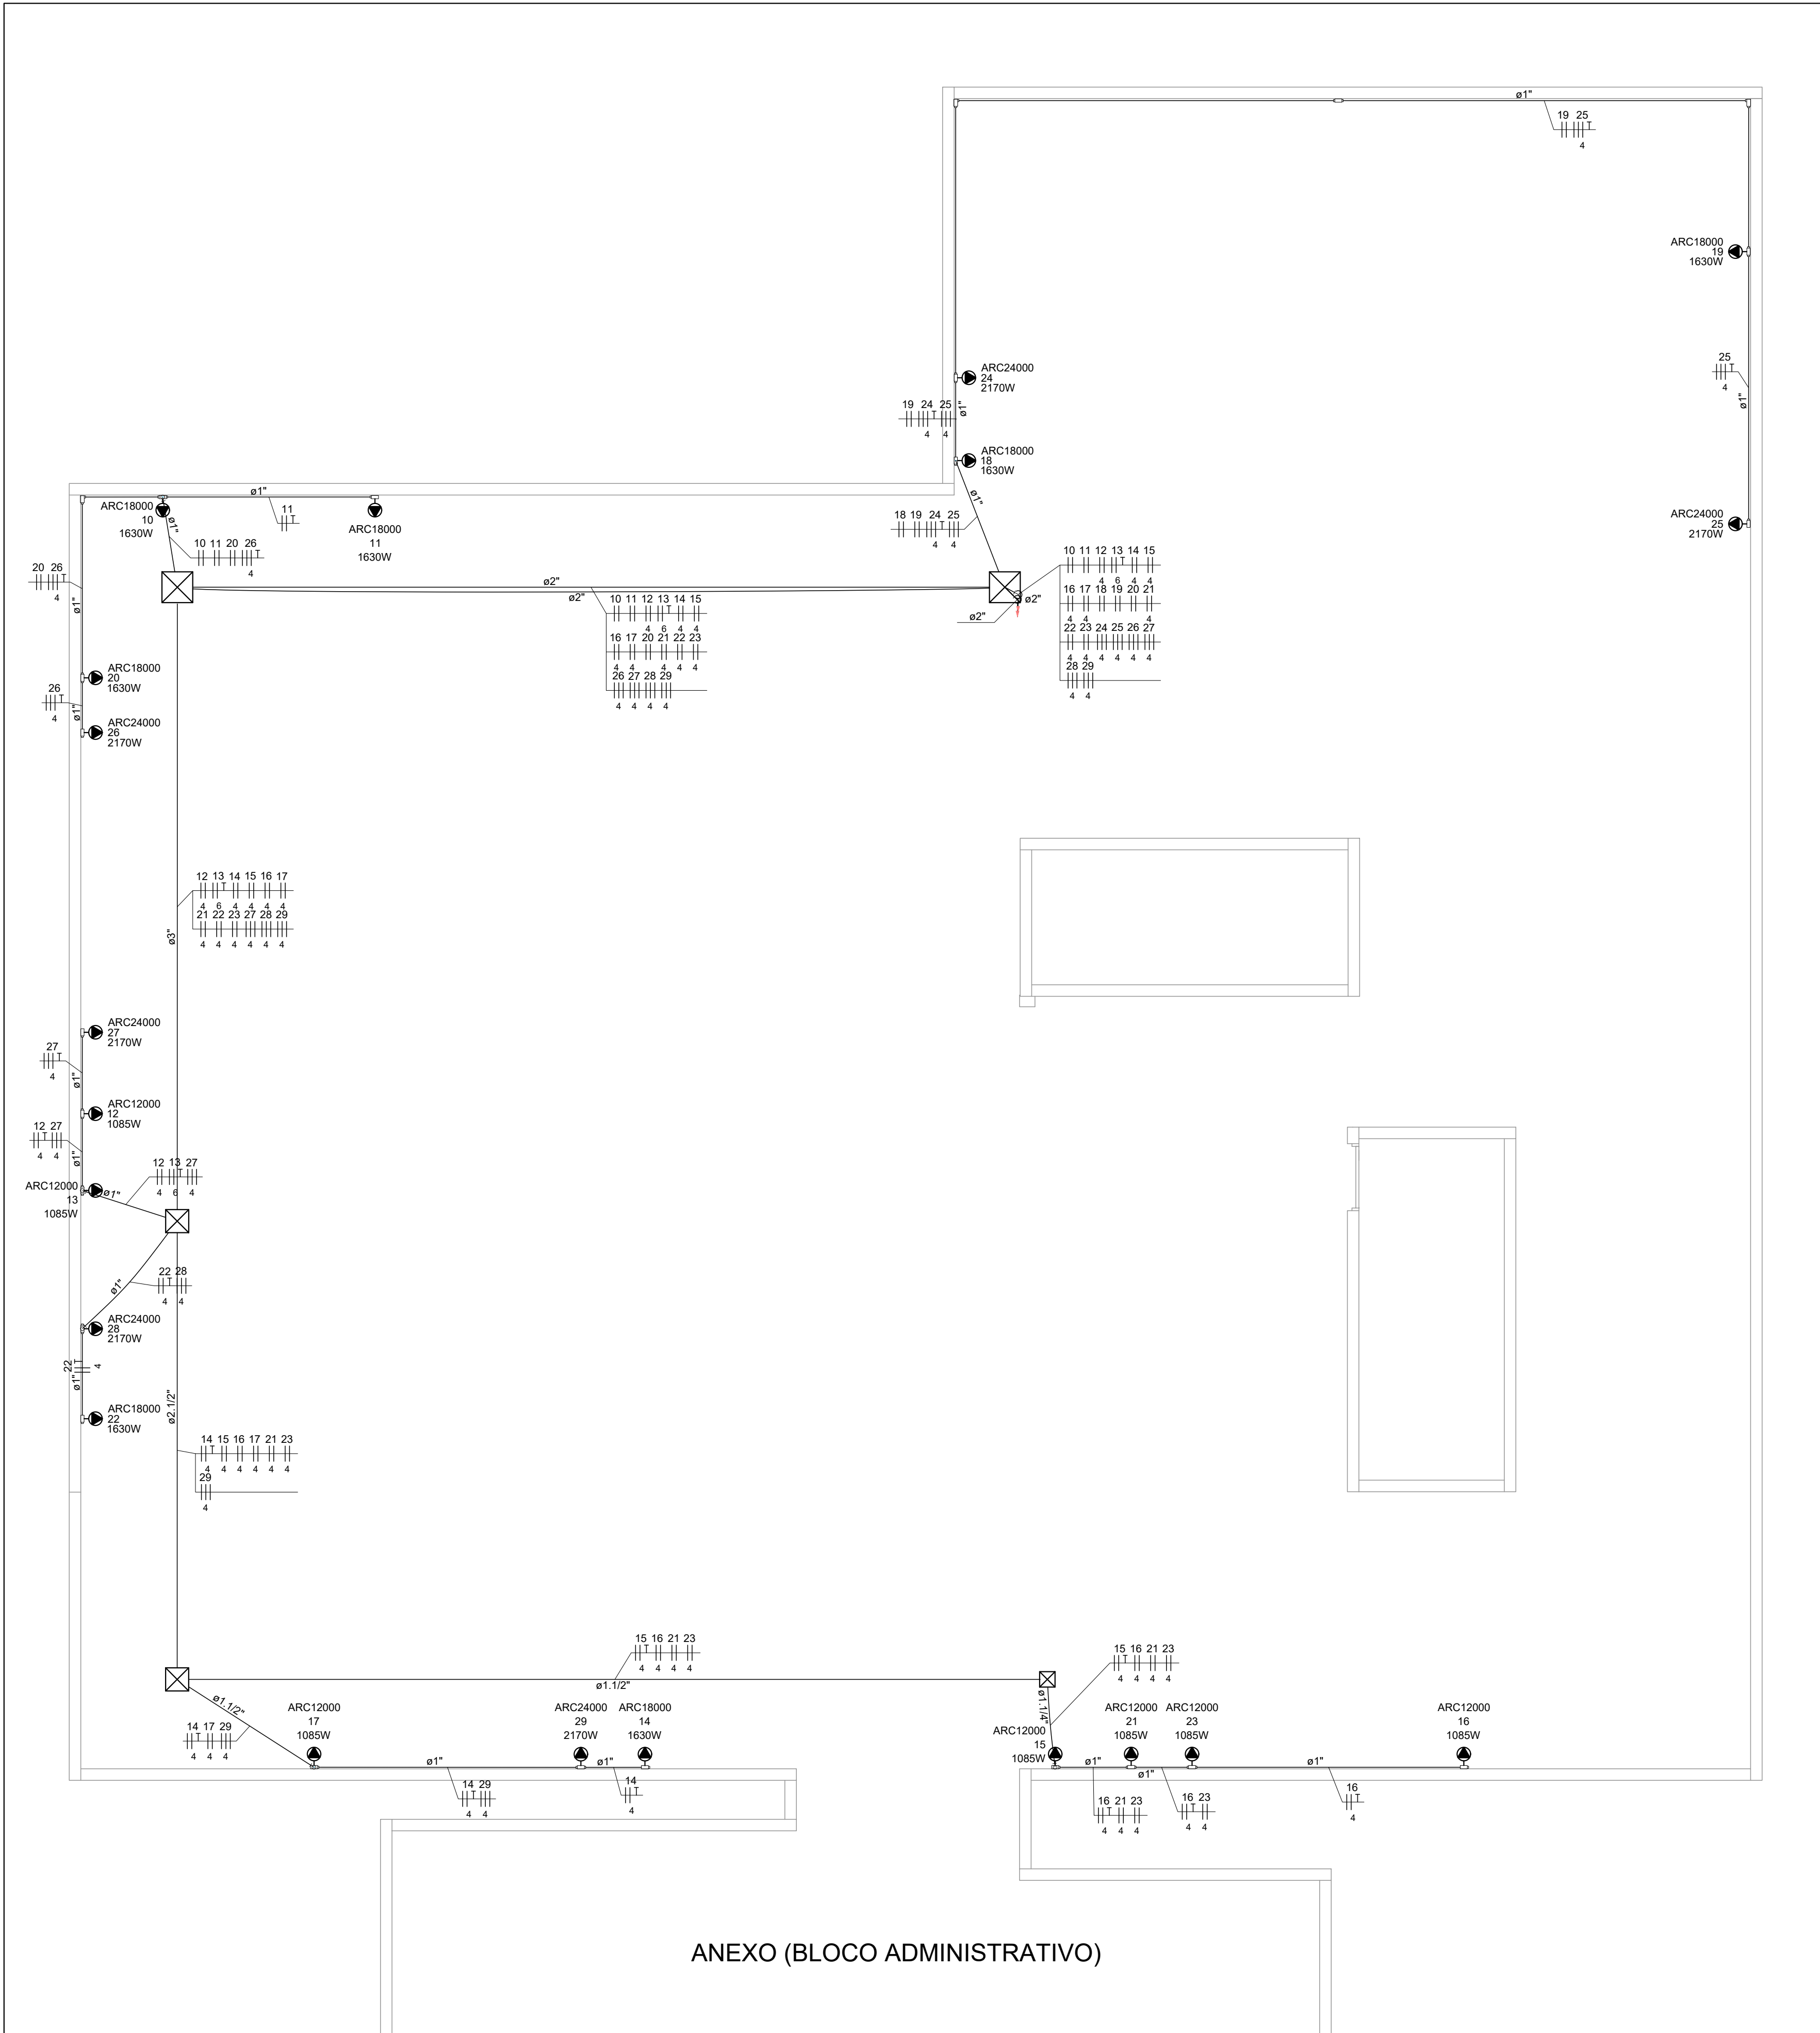 ø1"
19 25
T
4
ARC18000
19
1630W
25
T
4
ø1"
ARC24000
25
2170W
ARC24000
24
2170W
19 24 25
T
4 4
ø1"
ARC18000
18
1630W
ø1"
18 19 24 25
T
4 4
ARC18000
10
1630W
ø1"
11
T
ARC18000
11
1630W
ø1"
10 11 20 26
T
4
20 26
T
4
ø1"
ARC18000
20
1630W
26
T
4
ø1"
ARC24000
26
2170W
ø2"
ø2"
10 11 12 13 14 15
T
4 6 4 4
16 17 20 21 22 23
4 4 4 4 4
26 27 28 29
4 4 4 4
ø2"
ø2"
10 11 12 13 14 15
T
4 6 4 4
16 17 18 19 20 21
4 4 4
22 23 24 25 26 27
4 4 4 4 4 4
28 29
4 4
12 13 14 15 16 17
T
4 6 4 4 4 4
21 22 23 27 28 29
4 4 4 4 4 4
ø3"
ARC24000
27
2170W
27
T
4
ø1"
ARC12000
12
1085W
12 27
T
4 4
ø1"
ARC12000
13
1085W
ø1"
12 13 27
T
4 6 4
22 28
T
4 4
ø1"
ARC24000
28
2170W
22
T
4
ø1"
ARC18000
22
1630W
ø2.1/2"
14 15 16 17 21 23
T
4 4 4 4 4 4
29
4
15 16 21 23
T
4 4 4 4
ø1.1/2"
ø1.1/2"
14 17 29
T
4 4 4
ARC12000
17
1085W
ARC24000
29
2170W
ARC18000
14
1630W
ø1"
ø1"
14 29
T
4 4
14
T
4
15 16 21 23
T
4 4 4 4
ø1.1/4"
ARC12000
15
1085W
ARC12000
21
1085W
ARC12000
23
1085W
ARC12000
16
1085W
ø1"
ø1"
ø1"
16 21 23
T
4 4 4
16 23
T
4 4
16
T
4
ANEXO (BLOCO ADMINISTRATIVO)